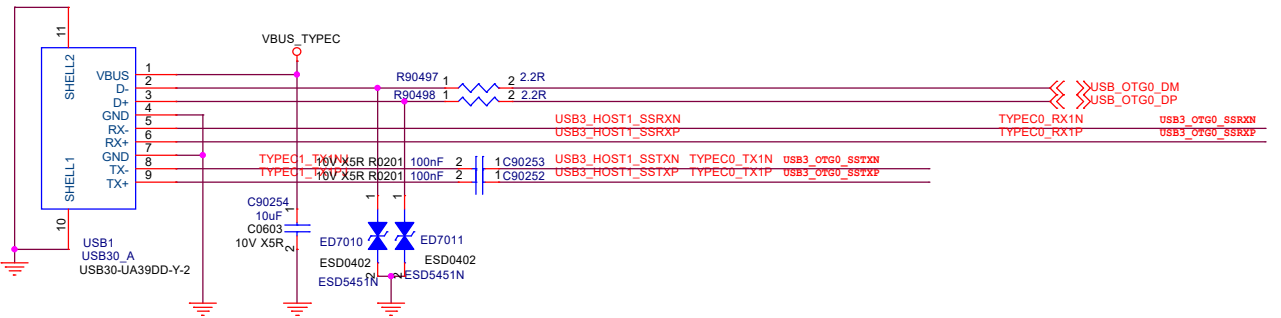 11
SHELL2
VBUS 1
D- 2
D+ 3
GND 4
RX- 5
RX+ 6
GND 7
TX- 8
TX+ 9
SHELL1
10
USB1
USB30_A
USB30-UA39DD-Y-2
VBUS_TYPEC
R90497 1 2 2.2R
R90498 1 2 2.2R
USB_OTG0_DM
USB_OTG0_DP
USB3_HOST1_SSRXN TYPEC0_RX1N USB3_OTG0_SSRXN
USB3_HOST1_SSRXP TYPEC0_RX1P USB3_OTG0_SSRXP
10V X5R R0201 100nF 2 1 C90253 USB3_HOST1_SSTXN TYPEC0_TX1N USB3_OTG0_SSTXN
10V X5R R0201 100nF 2 1 C90252 USB3_HOST1_SSTXP TYPEC0_TX1P USB3_OTG0_SSTXP
C90254 1
10uF
C0603
10V X5R 2
1 1
ED7010 ED7011
ESD0402 ESD0402
2 2
ESD5451N ESD5451N